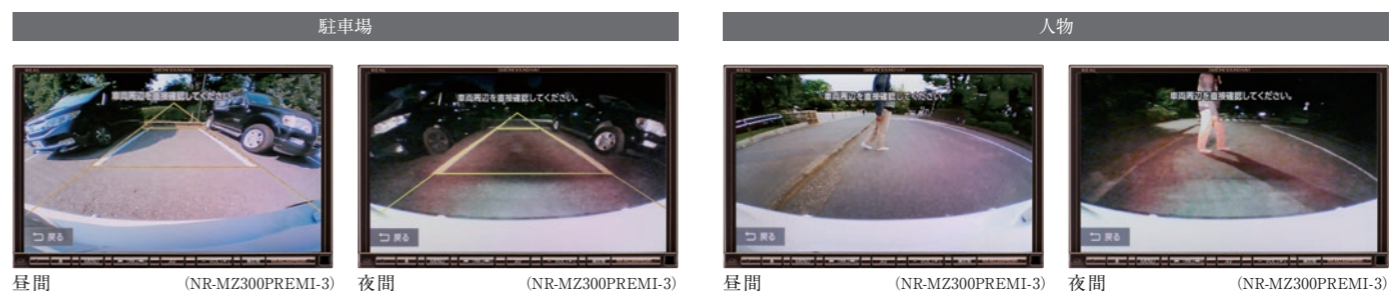 駐車場
車両周辺を直接確認してください。
戻る
昼間 (NR-MZ300PREMI-3)
車両周辺を直接確認してください。
戻る
夜間 (NR-MZ300PREMI-3)
人物
車両周辺を直接確認してください。
戻る
昼間 (NR-MZ300PREMI-3)
車両周辺を直接確認してください。
戻る
夜間 (NR-MZ300PREMI-3)